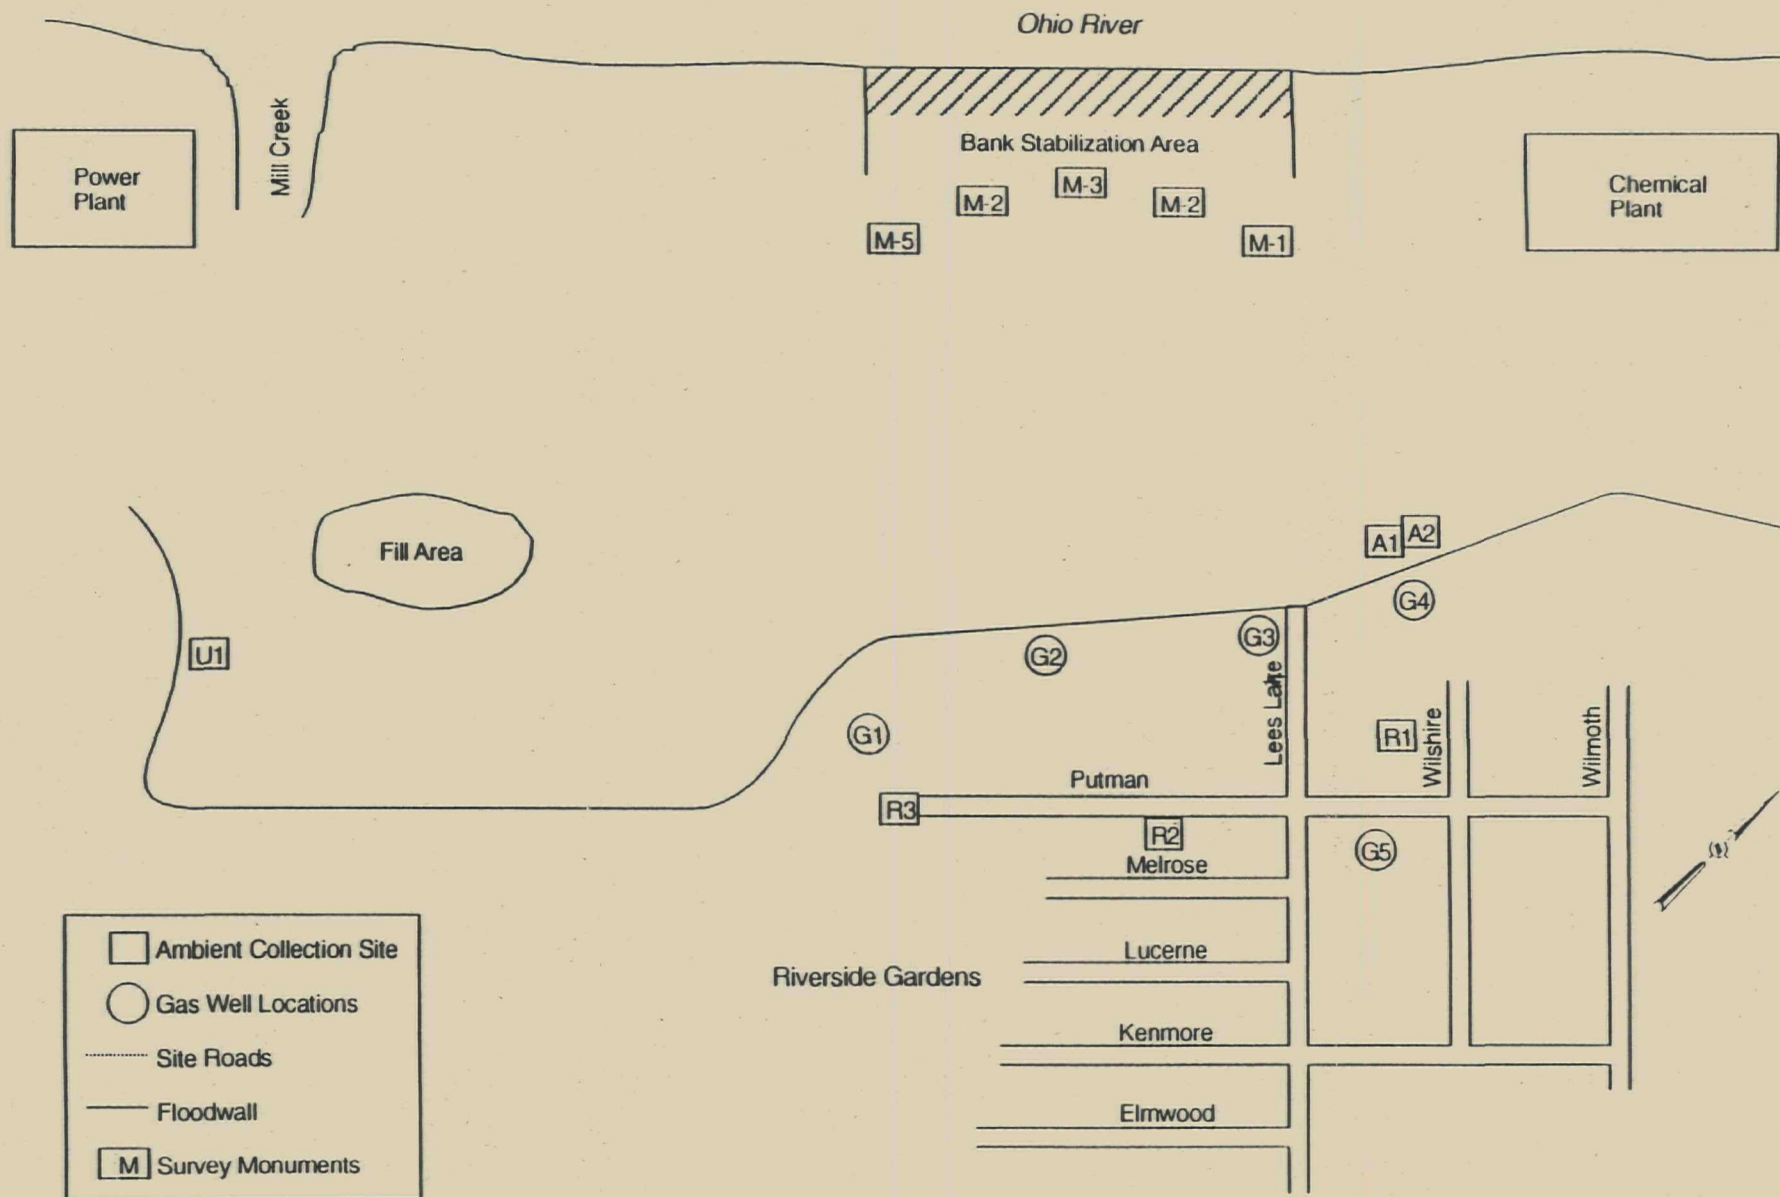 Ohio River
Mill Creek
Power
Plant
Bank Stabilization Area
Chemical
Plant
M-5
M-2
M-3
M-2
M-1
Fill Area
A1
A2
G4
U1
G2
G3
G1
Lees Lake
R1
Wilshire
Wilmoth
Putman
R3
R2
G5
Melrose
Lucerne
Riverside Gardens
Kenmore
Elmwood
Ambient Collection Site
Gas Well Locations
Site Roads
Floodwall
M Survey Monuments